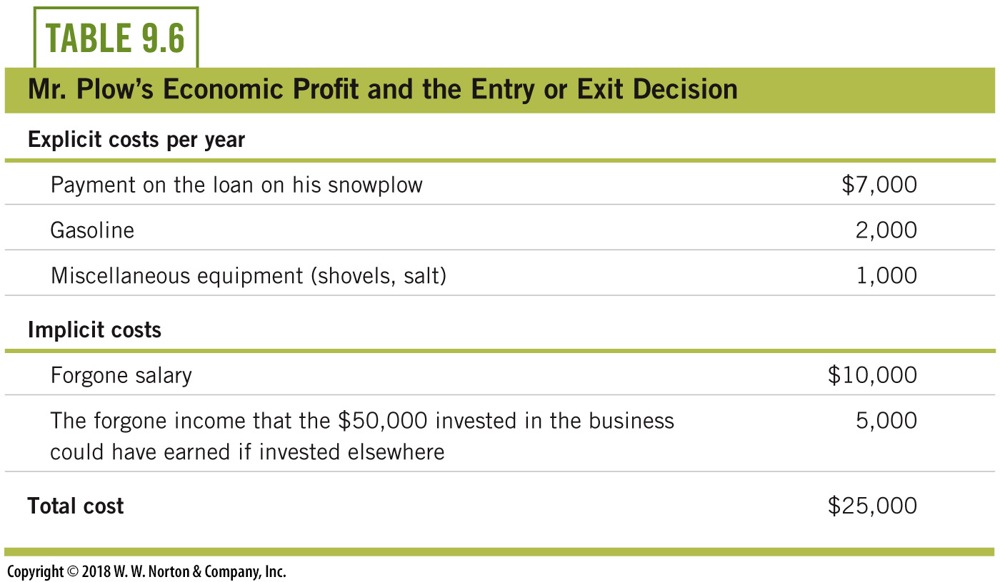 TABLE 9.6
Mr. Plow's Economic Profit and the Entry or Exit Decision
Explicit costs per year
Payment on the loan on his snowplow $7,000
Gasoline 2,000
Miscellaneous equipment (shovels, salt) 1,000
Implicit costs
Forgone salary $10,000
The forgone income that the $50,000 invested in the business 5,000
could have earned if invested elsewhere
Total cost $25,000
Copyright © 2018 W. W. Norton & Company, Inc.